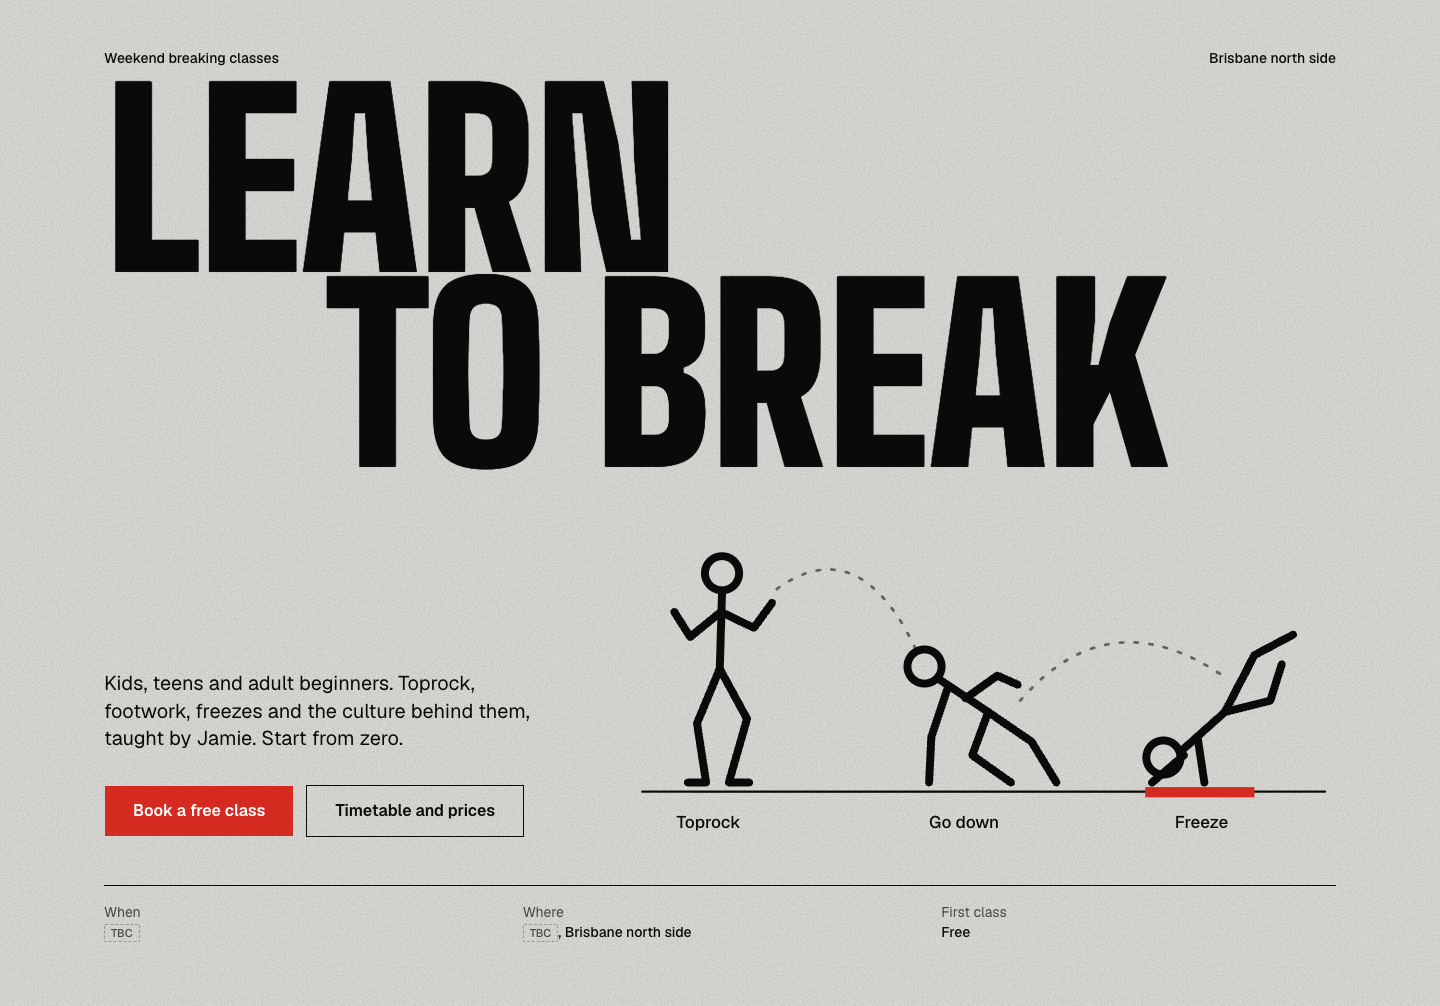 Weekend breaking classes
Brisbane north side
LEARN
TO BREAK
Kids, teens and adult beginners. Toprock,
footwork, freezes and the culture behind them,
taught by Jamie. Start from zero.
Book a free class
Timetable and prices
Toprock
Go down
Freeze
When
TBC
Where
TBC, Brisbane north side
First class
Free